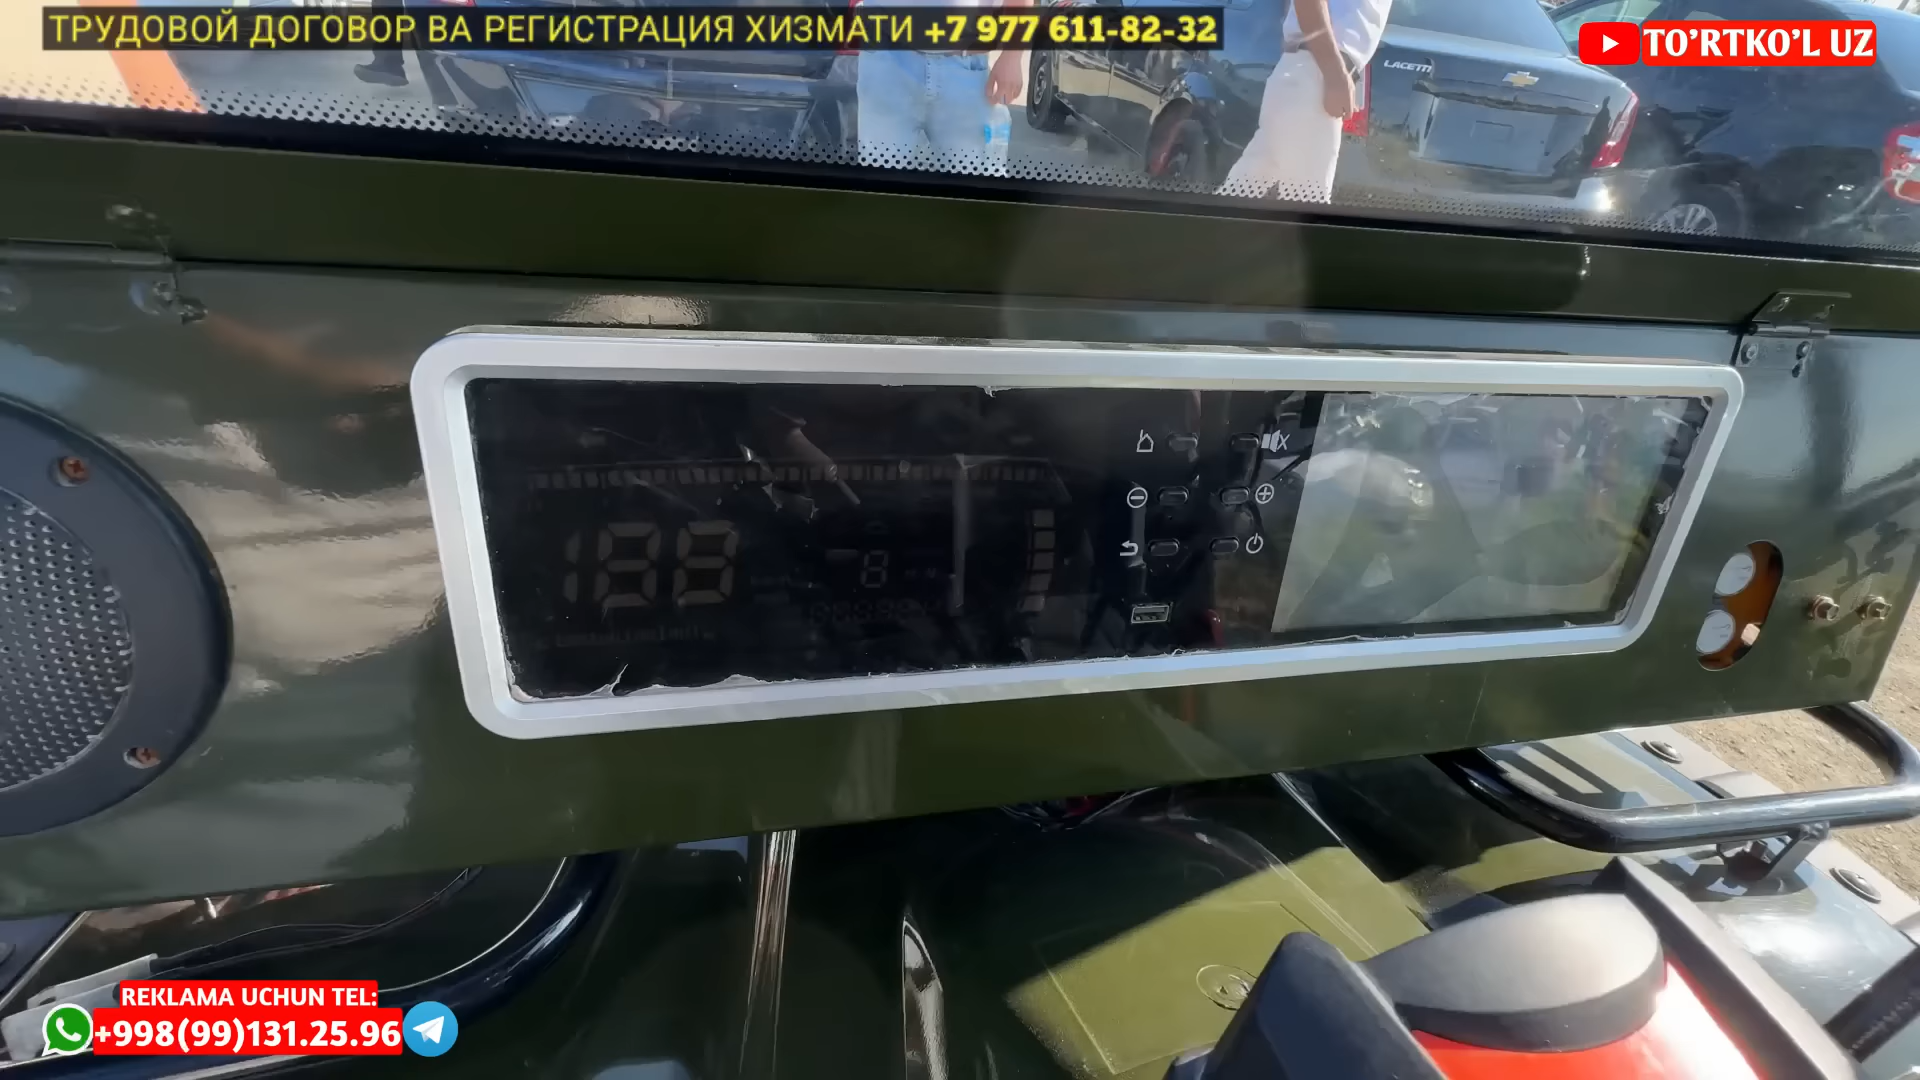 ТРУДОВОЙ ДОГОВОР ВА РЕГИСТРАЦИЯ ХИЗМАТИ +7 977 611-82-32
TO'RTKO'L UZ
LACETTI
188
8
REKLAMA UCHUN TEL:
+998(99)131.25.96